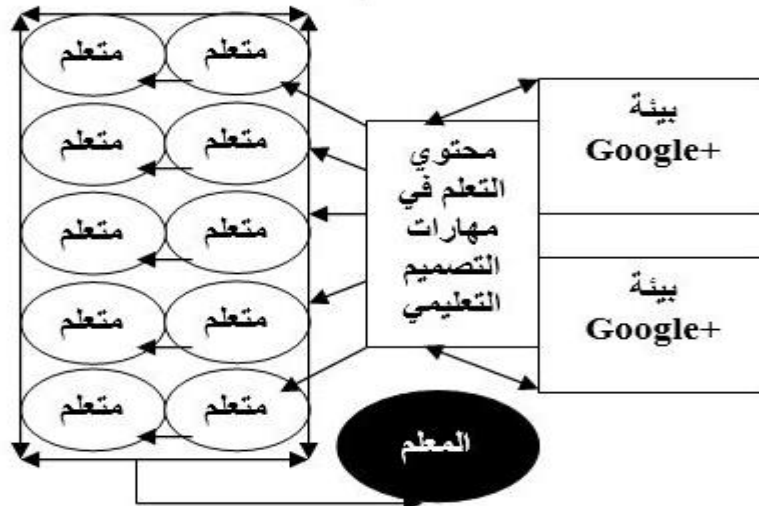 متعلم متعلم
بيئة
Google+
متعلم متعلم
محتوي
التعلم في
مهارات
التصميم
التعليمي
متعلم متعلم
بيئة
Google+
متعلم متعلم
متعلم متعلم
المعلم